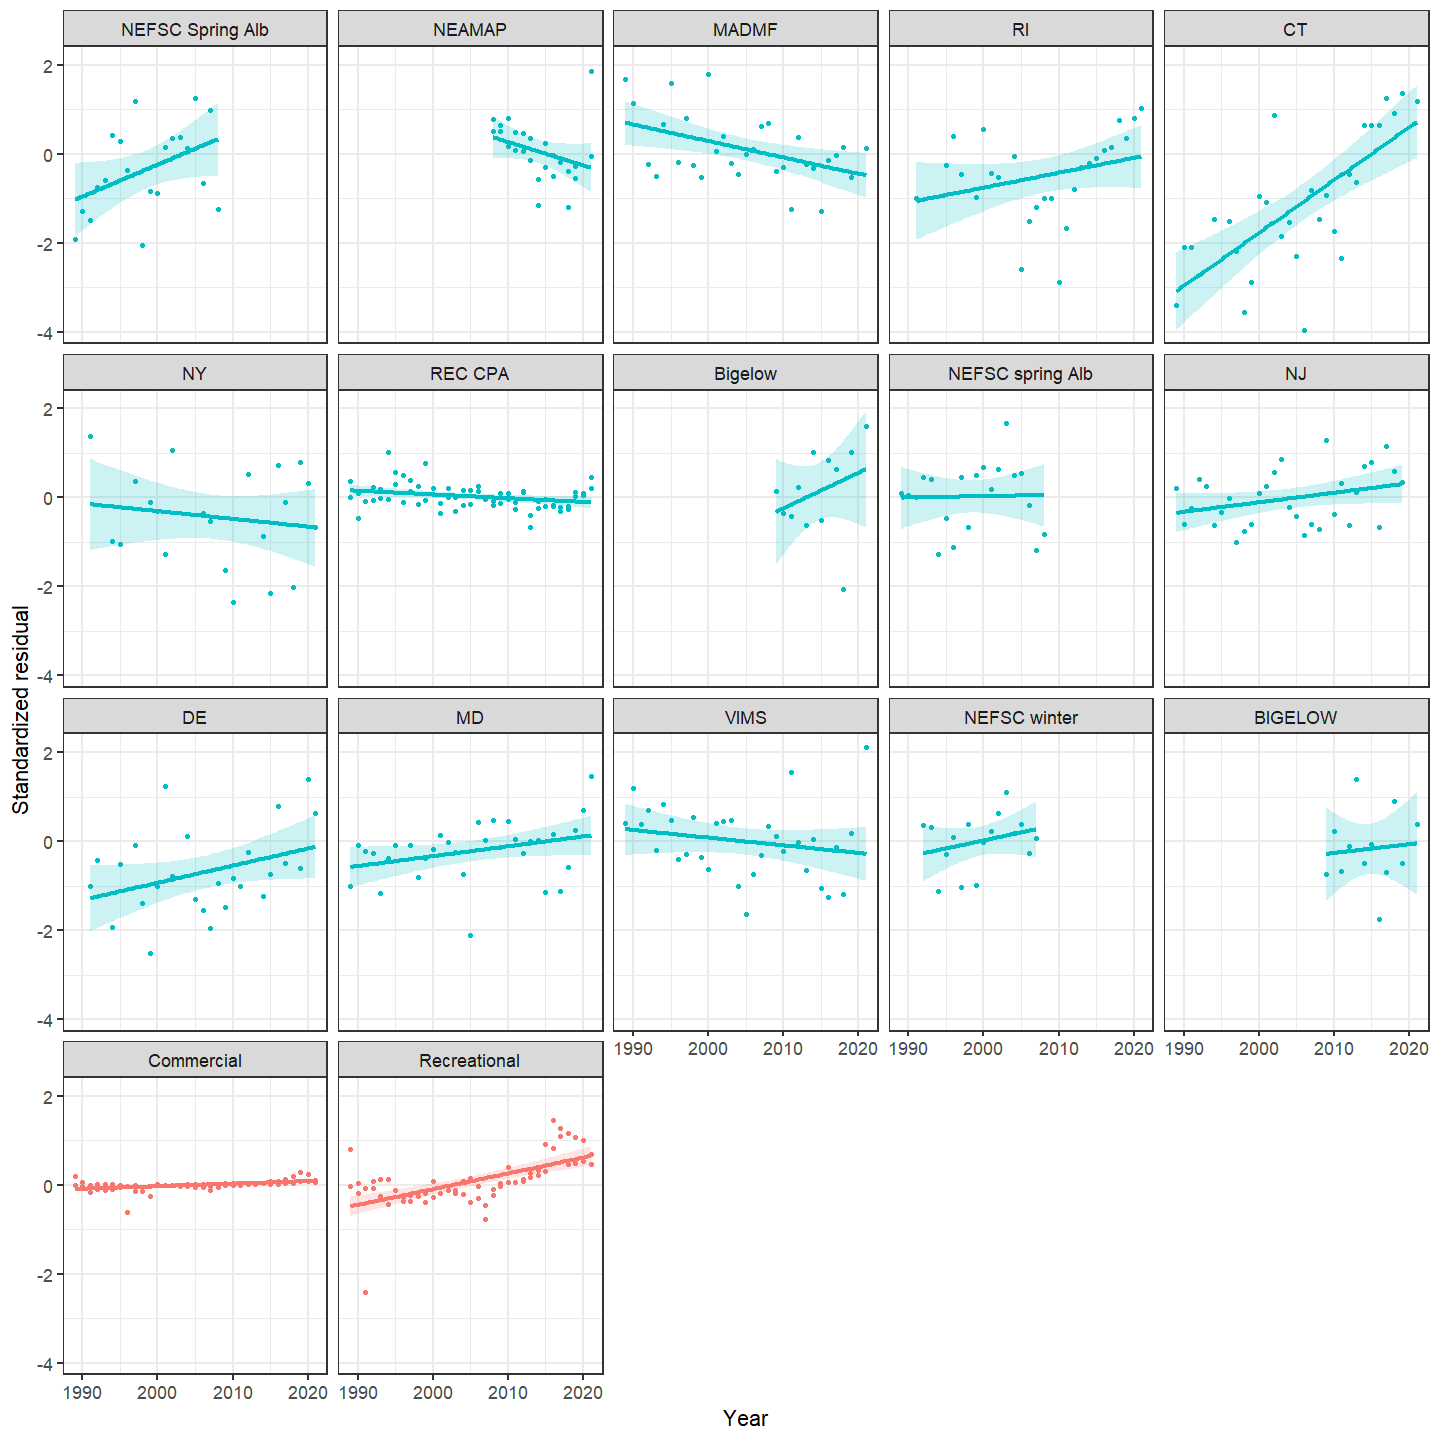 NEFSC Spring Alb NEAMAP MADMF RI CT
2
0
-2
-4
NY REC CPA Bigelow NEFSC spring Alb NJ
2
0
-2
-4
DE MD VIMS NEFSC winter BIGELOW
2
0
-2
-4
1990 2000 2010 2020 1990 2000 2010 2020 1990 2000 2010 2020
Commercial Recreational
2
0
-2
-4
1990 2000 2010 2020 1990 2000 2010 2020
Year
Standardized residual